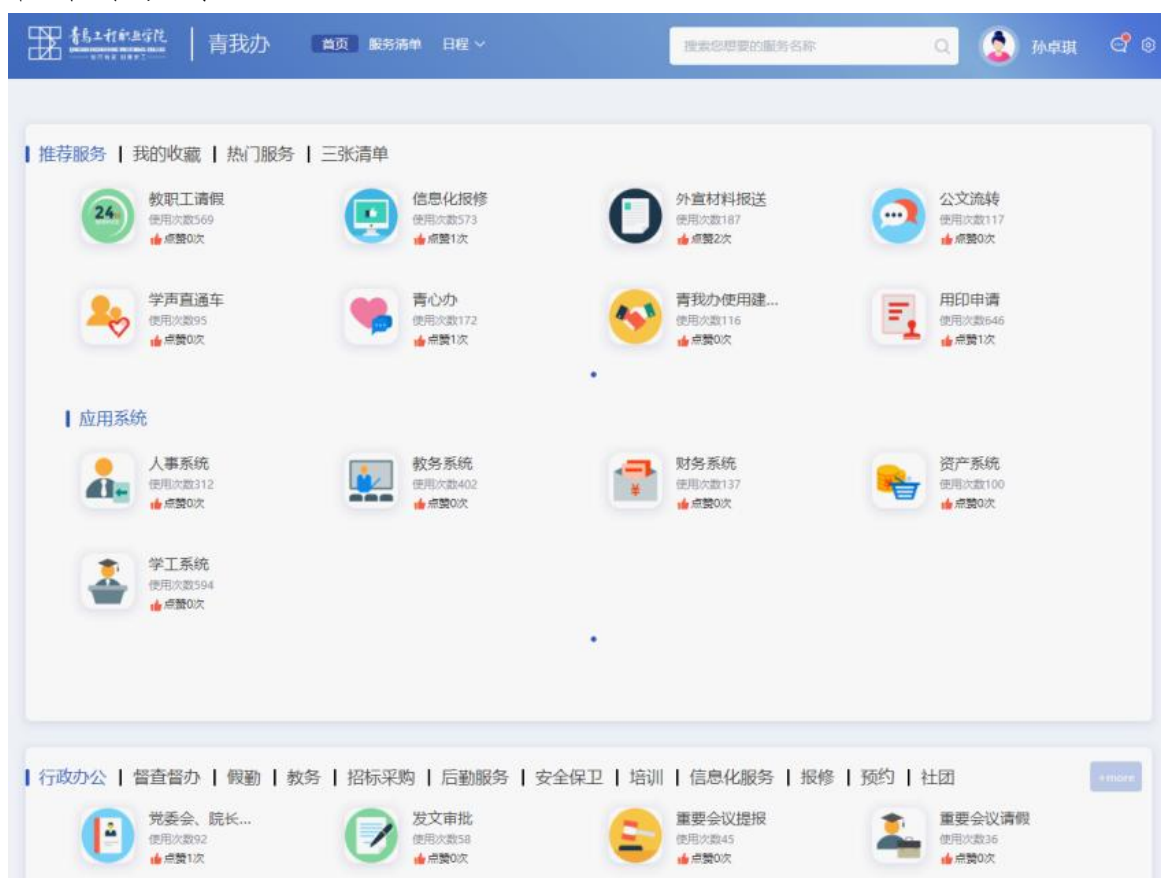 青岛工程职业学院
青我办 首页 服务清单 日程
搜索您想要的服务名称
孙卓琪
推荐服务 | 我的收藏 | 热门服务 | 三张清单
教职工请假 信息化报修 外宣材料报送 公文流转
使用次数569 使用次数573 使用次数187 使用次数117
点赞0次 点赞1次 点赞2次 点赞0次
24
学声直通车 青心办 青我办使用建... 用印申请
使用次数95 使用次数172 使用次数116 使用次数646
点赞0次 点赞1次 点赞0次 点赞1次
应用系统
人事系统 教务系统 财务系统 资产系统
使用次数312 使用次数402 使用次数137 使用次数100
点赞0次 点赞0次 点赞0次 点赞0次
学工系统
使用次数594
点赞0次
行政办公 | 督查督办 | 假勤 | 教务 | 招标采购 | 后勤服务 | 安全保卫 | 培训 | 信息化服务 | 报修 | 预约 | 社团
+more
党委会、院长... 发文审批 重要会议提报 重要会议请假
使用次数92 使用次数58 使用次数45 使用次数36
点赞1次 点赞0次 点赞0次 点赞0次